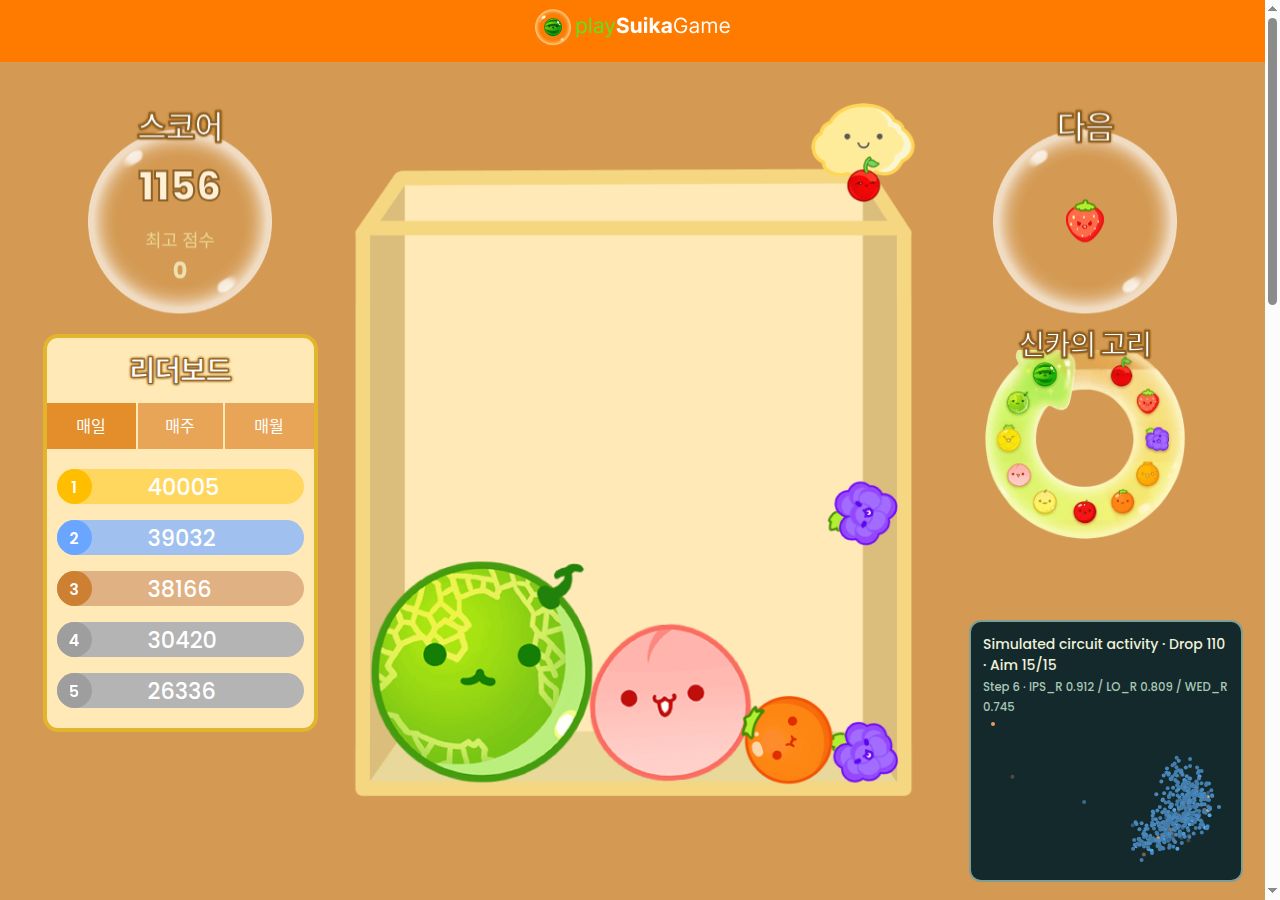 playSuikaGame
스코어
1156
최고 점수
0
다음
리더보드
매일 매주 매월
1 40005
2 39032
3 38166
4 30420
5 26336
신카의 고리
Simulated circuit activity · Drop 110
· Aim 15/15
Step 6 · IPS_R 0.912 / LO_R 0.809 / WED_R
0.745